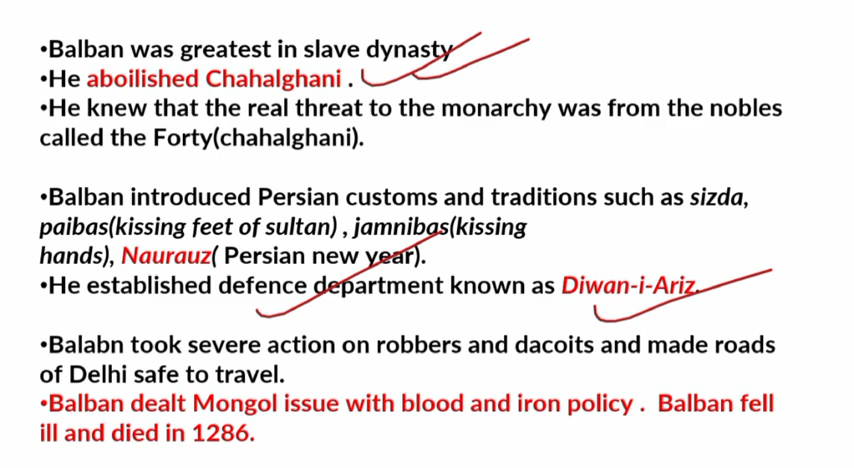 •Balban was greatest in slave dynasty
•He aboilished Chahalghani .
•He knew that the real threat to the monarchy was from the nobles
called the Forty(chahalghani).
•Balban introduced Persian customs and traditions such as sizda,
paibas(kissing feet of sultan) , jamnibas(kissing
hands), Naurauz( Persian new year).
•He established defence department known as Diwan-i-Ariz.
•Balabn took severe action on robbers and dacoits and made roads
of Delhi safe to travel.
•Balban dealt Mongol issue with blood and iron policy .  Balban fell
ill and died in 1286.